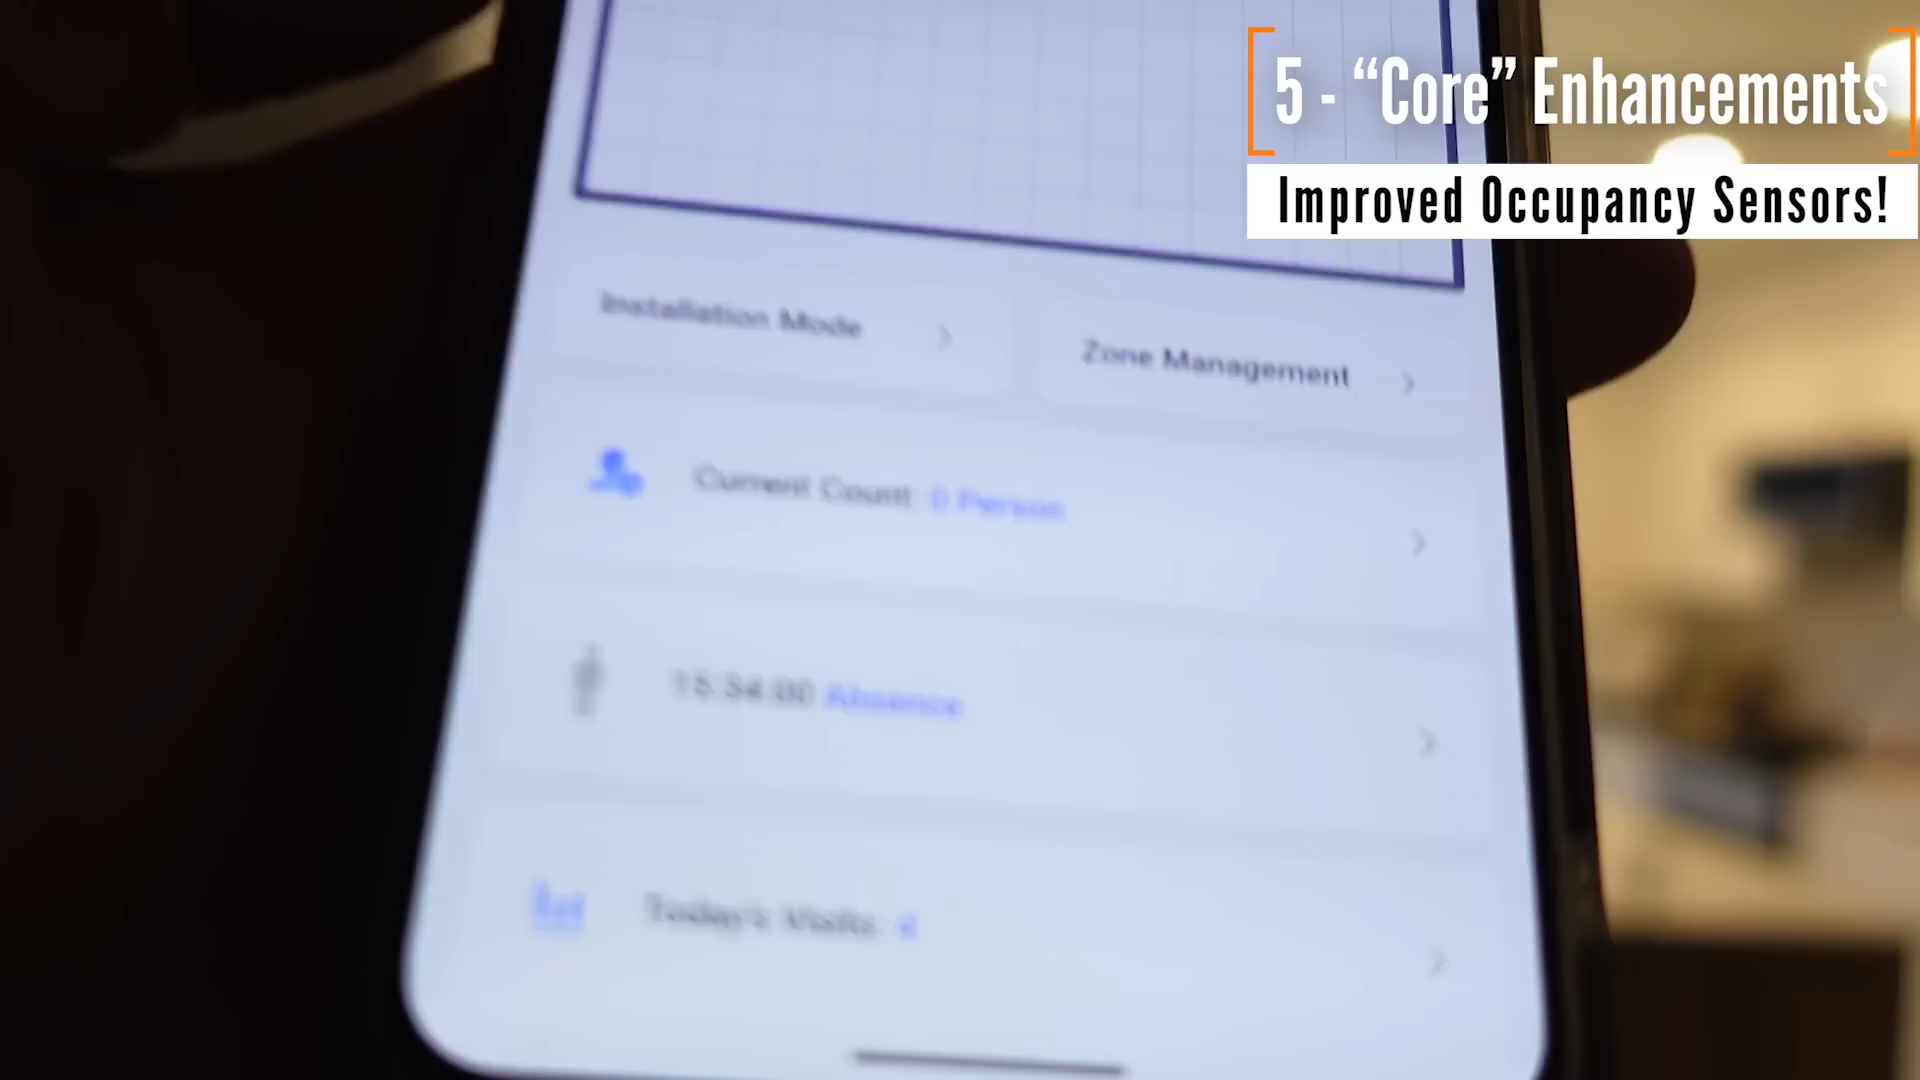 5 - “Core” Enhancements
Improved Occupancy Sensors!
Installation Mode
Zone Management
Current Count: 0 Person
15:34:00 Absence
Today's Visits: 4